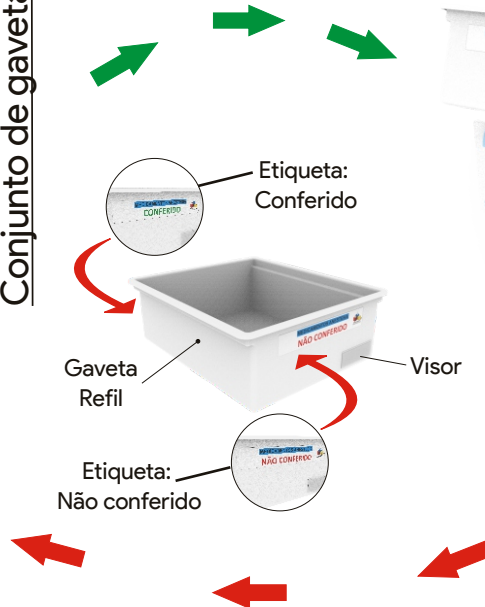 Conjunto de gaveta
Etiqueta:
Conferido
CONFERIDO
NÃO CONFERIDO
Gaveta
Refil
Visor
Etiqueta:
Não conferido
NÃO CONFERIDO